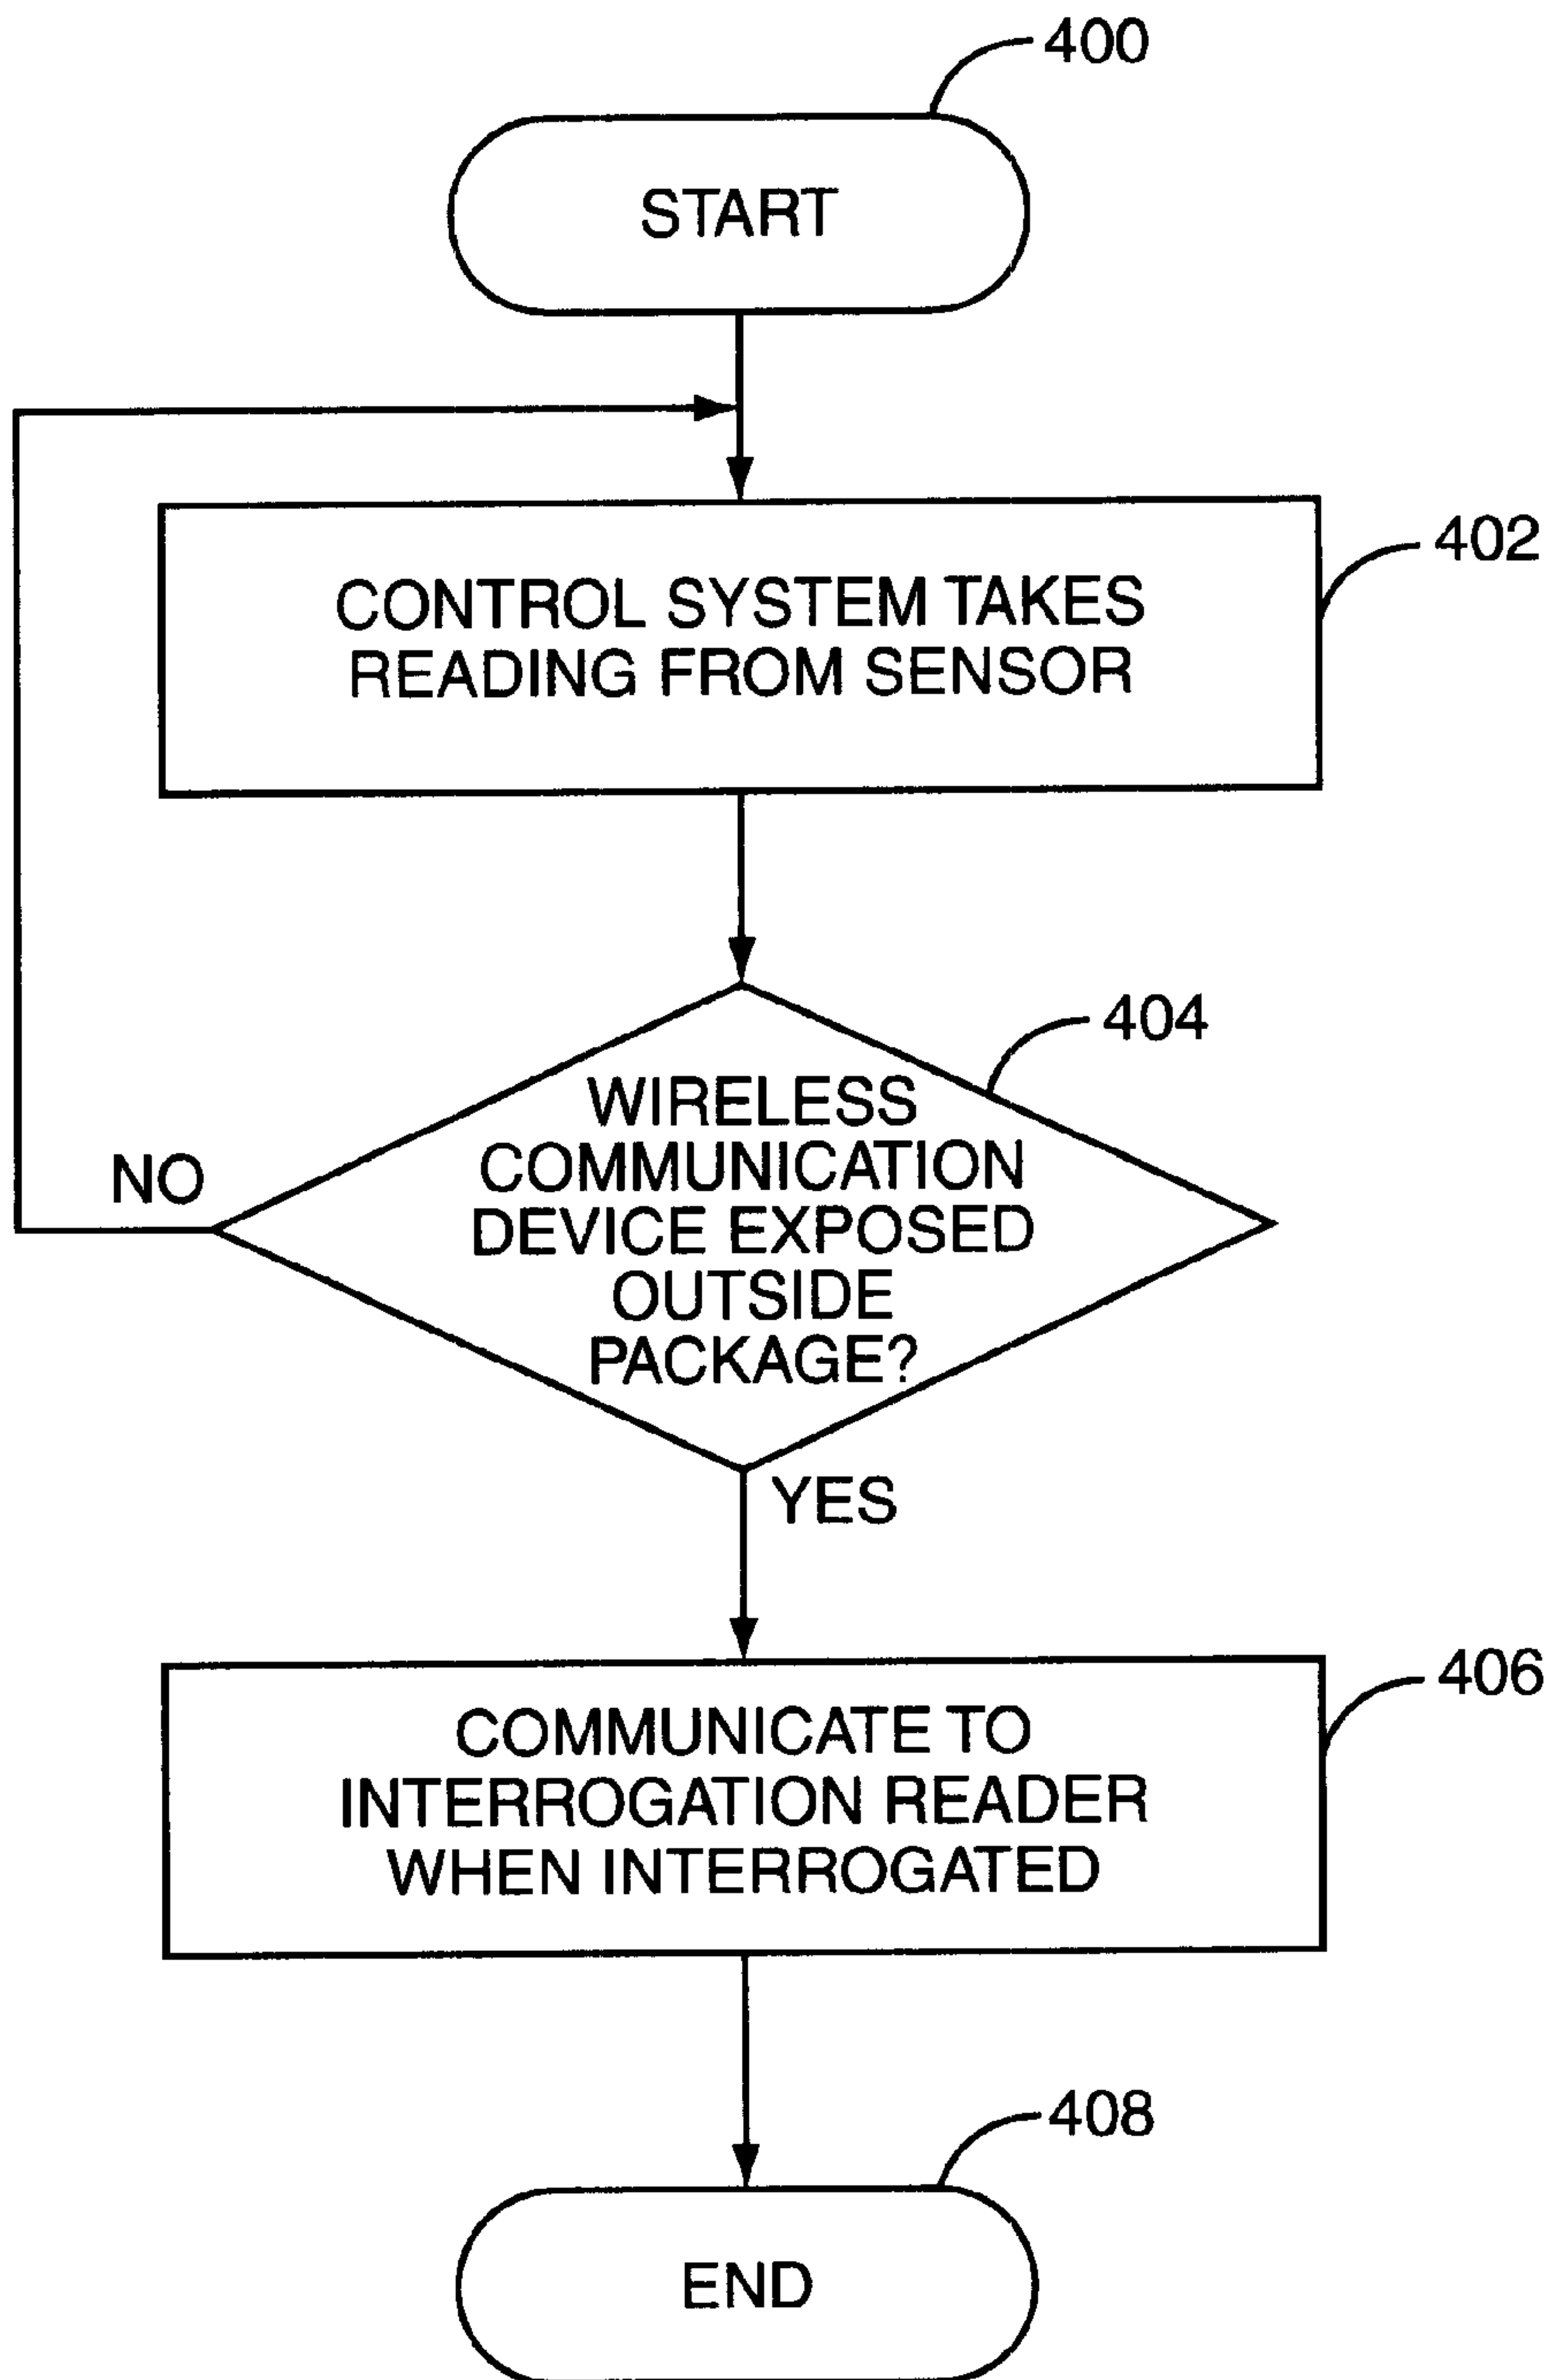 400
START
402
CONTROL SYSTEM TAKES
READING FROM SENSOR
404
WIRELESS
COMMUNICATION
DEVICE EXPOSED
OUTSIDE
PACKAGE?
NO
YES
406
COMMUNICATE TO
INTERROGATION READER
WHEN INTERROGATED
408
END